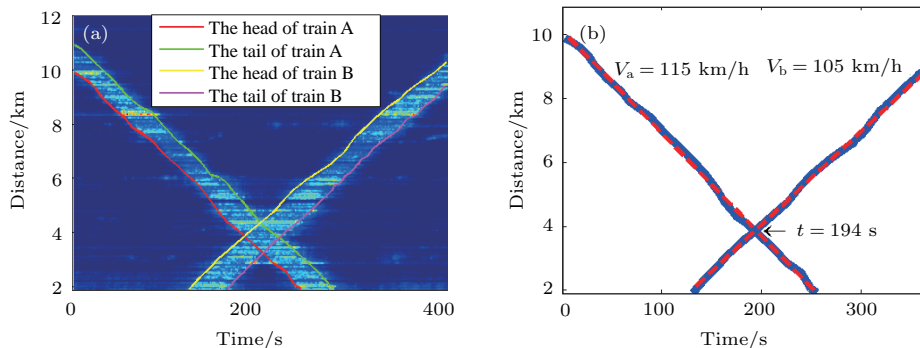 (a)
The head of train A
The tail of train A
The head of train B
The tail of train B
12
10
8
6
4
2
0
200
400
Distance/km
Time/s
(b)
Vₐ = 115 km/h
V_b = 105 km/h
t = 194 s
10
8
6
4
2
0
100
200
300
Distance/km
Time/s